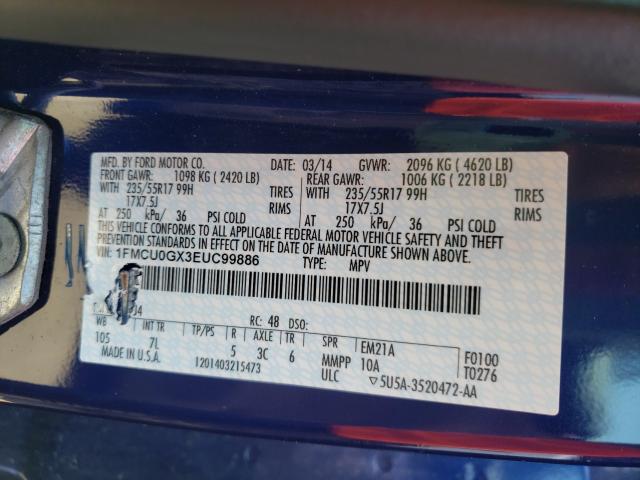 MFD. BY FORD MOTOR CO.
DATE: 03/14 GVWR: 2096 KG ( 4620 LB)
FRONT GAWR: 1098 KG ( 2420 LB)
REAR GAWR: 1006 KG ( 2218 LB)
WITH 235/55R17 99H TIRES
WITH 235/55R17 99H TIRES
17X7.5J RIMS
17X7.5J RIMS
AT 250 kPa/ 36 PSI COLD
AT 250 kPa/ 36 PSI COLD
THIS VEHICLE CONFORMS TO ALL APPLICABLE FEDERAL MOTOR VEHICLE SAFETY AND THEFT
PREVENTION STANDARDS IN EFFECT ON THE DATE OF MANUFACTURE SHOWN ABOVE.
VIN: 1FMCU0GX3EUC99886 TYPE: MPV
RC: 48 DSO:
WB INT TR TP/PS R AXLE TR SPR
105 7L 5 3C 6
EM21A
MMPP 10A
ULC
F0100
T0276
MADE IN U.S.A. 1201403215473
5U5A-3520472-AA